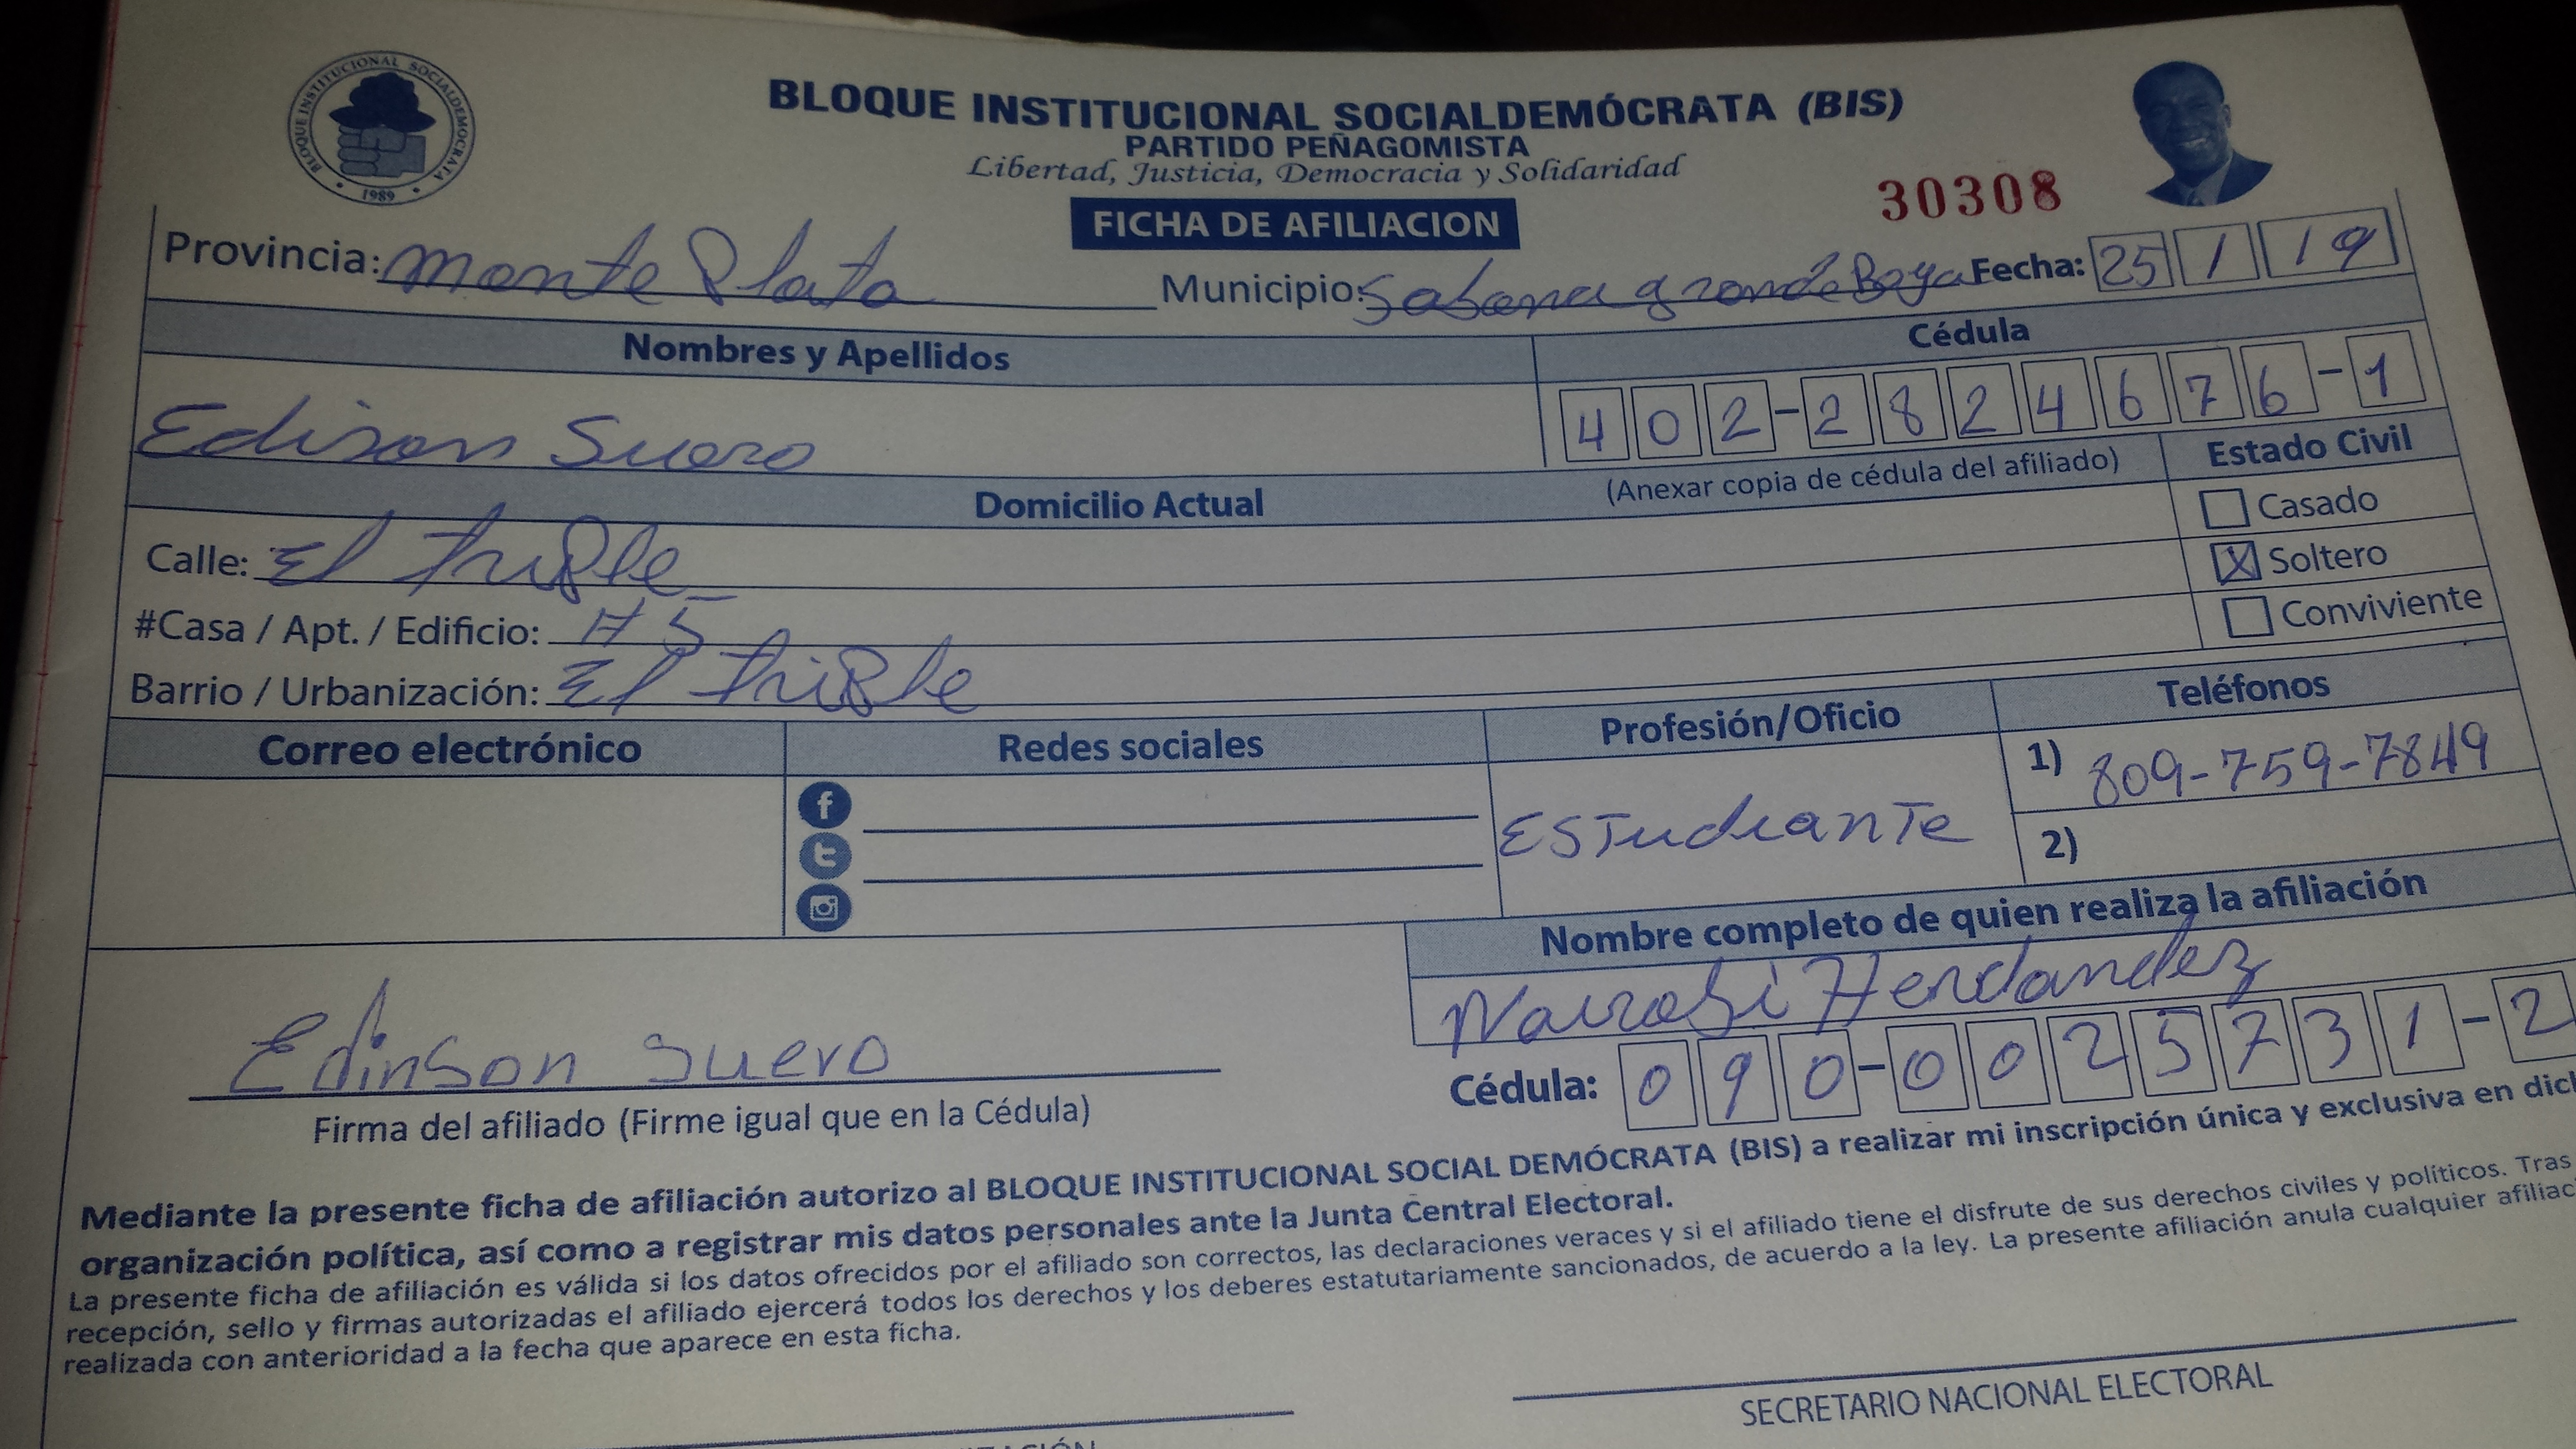 BLOQUE INSTITUCIONAL SOCIALDEMOCRATA
1989
BLOQUE INSTITUCIONAL SOCIALDEMÓCRATA (BIS)
PARTIDO PEÑAGOMISTA
Libertad, Justicia, Democracia y Solidaridad
30308
FICHA DE AFILIACION
Provincia: Monte Plata Municipio: Sabana grande Boya Fecha: 25 / 1 / 19
Nombres y Apellidos Cédula
Edison Suero 402-2824676-1
(Anexar copia de cédula del afiliado) Estado Civil
Domicilio Actual
Casado
Calle: El triple
X Soltero
#Casa / Apt. / Edificio: # 5
Conviviente
Barrio / Urbanización: El triple
Correo electrónico Redes sociales Profesión/Oficio Teléfonos
1) 809-759-7849
Estudiante
2)
Nombre completo de quien realiza la afiliación
Nairobi Herdandez
Edinson Suero
Cédula: 090-0025731-2
Firma del afiliado (Firme igual que en la Cédula)
Mediante la presente ficha de afiliación autorizo al BLOQUE INSTITUCIONAL SOCIAL DEMÓCRATA (BIS) a realizar mi inscripción única y exclusiva en dich
organización política, así como a registrar mis datos personales ante la Junta Central Electoral.
La presente ficha de afiliación es válida si los datos ofrecidos por el afiliado son correctos, las declaraciones veraces y si el afiliado tiene el disfrute de sus derechos civiles y políticos. Tras
recepción, sello y firmas autorizadas el afiliado ejercerá todos los derechos y los deberes estatutariamente sancionados, de acuerdo a la ley. La presente afiliación anula cualquier afiliac
realizada con anterioridad a la fecha que aparece en esta ficha.
SECRETARIO NACIONAL ELECTORAL